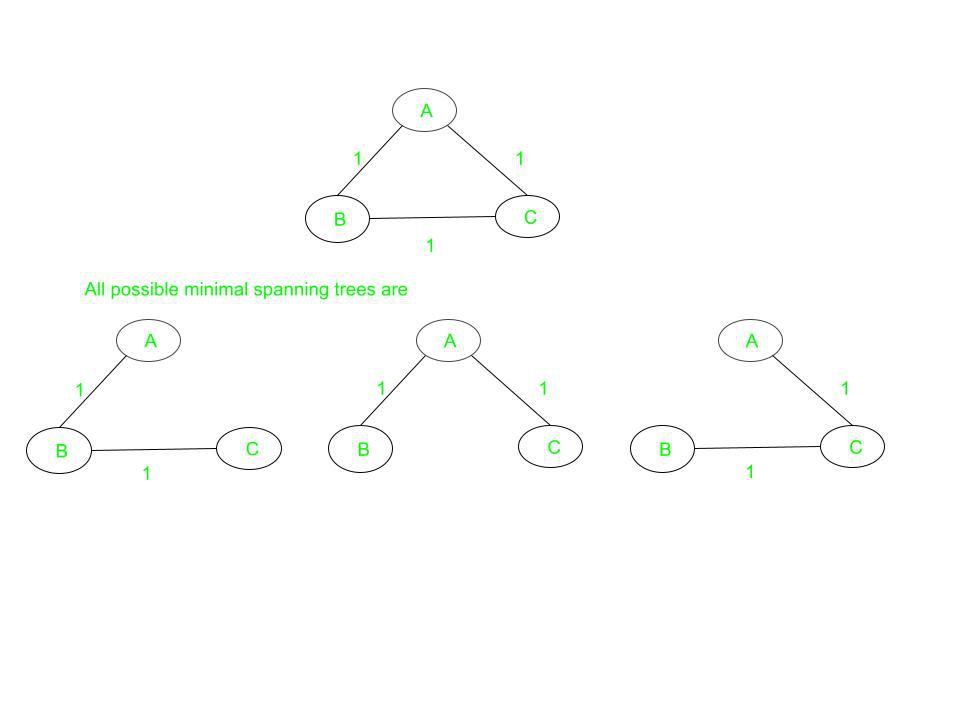 A
1 1
B C
1
All possible minimal spanning trees are
A A A
1 1 1 1
B C B C B C
1 1